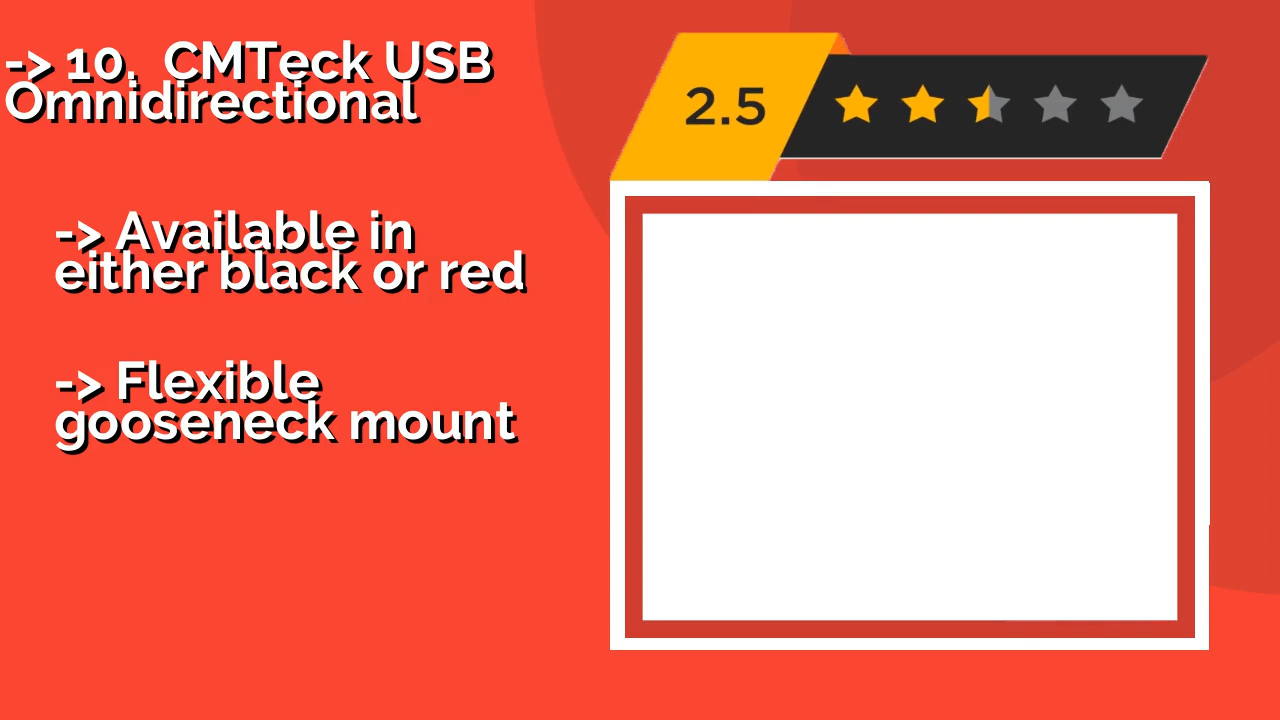 -> 10.  CMTeck USB
Omnidirectional
2.5
-> Available in
either black or red
-> Flexible
gooseneck mount